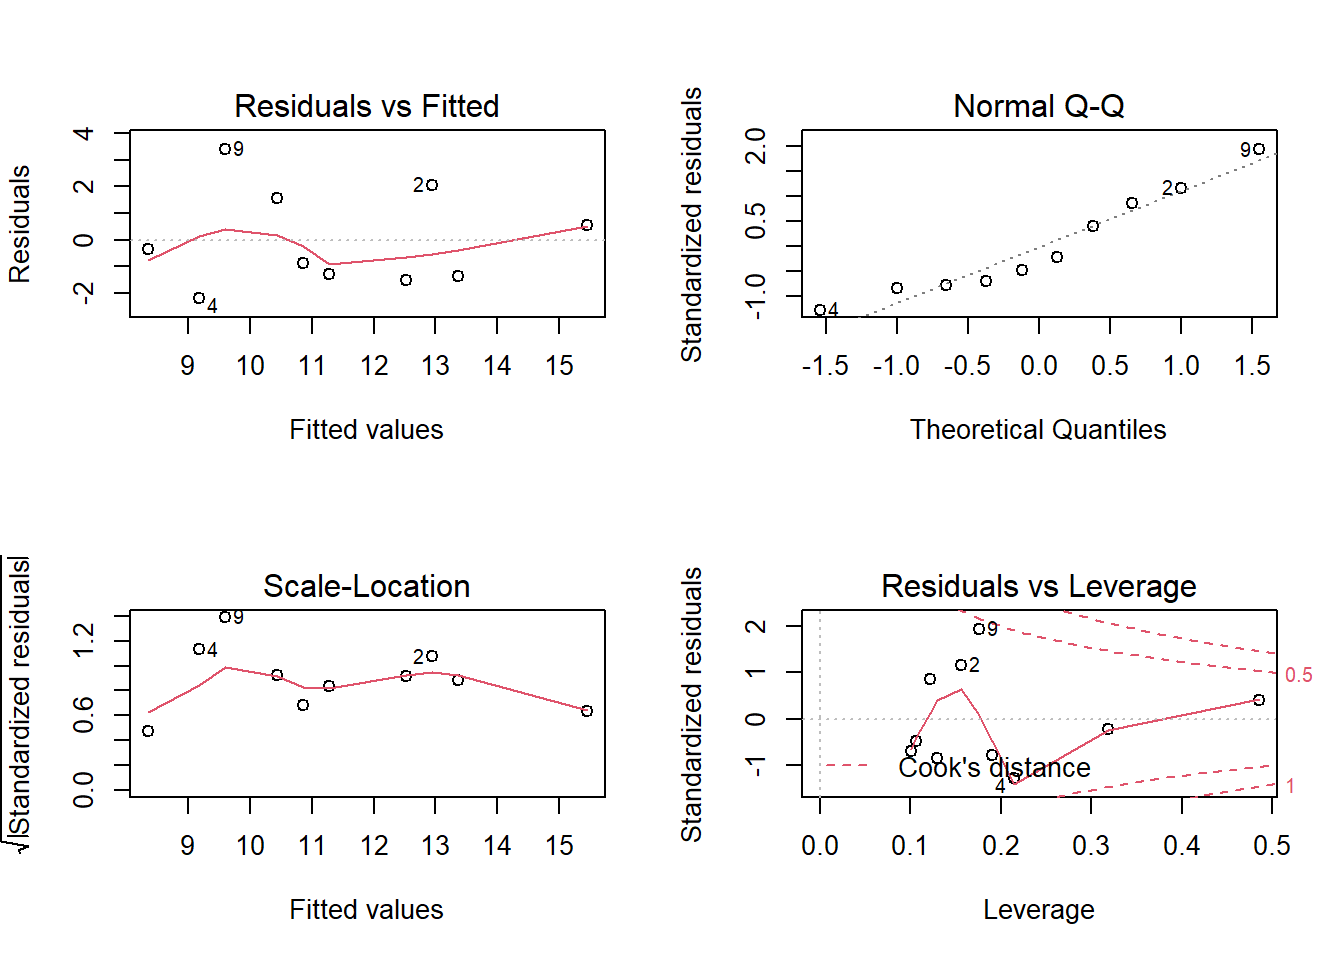 Residuals vs Fitted
Residuals
4
2
0
-2
9
2
4
9 10 11 12 13 14 15
Fitted values
Normal Q-Q
Standardized residuals
2.0
0.5
-1.0
9
2
4
-1.5 -1.0 -0.5 0.0 0.5 1.0 1.5
Theoretical Quantiles
Scale-Location
√|Standardized residuals|
1.2
0.6
0.0
9
4
2
9 10 11 12 13 14 15
Fitted values
Residuals vs Leverage
Standardized residuals
2
1
0
-1
9
2
4
0.5
1
Cook's distance
0.0 0.1 0.2 0.3 0.4 0.5
Leverage